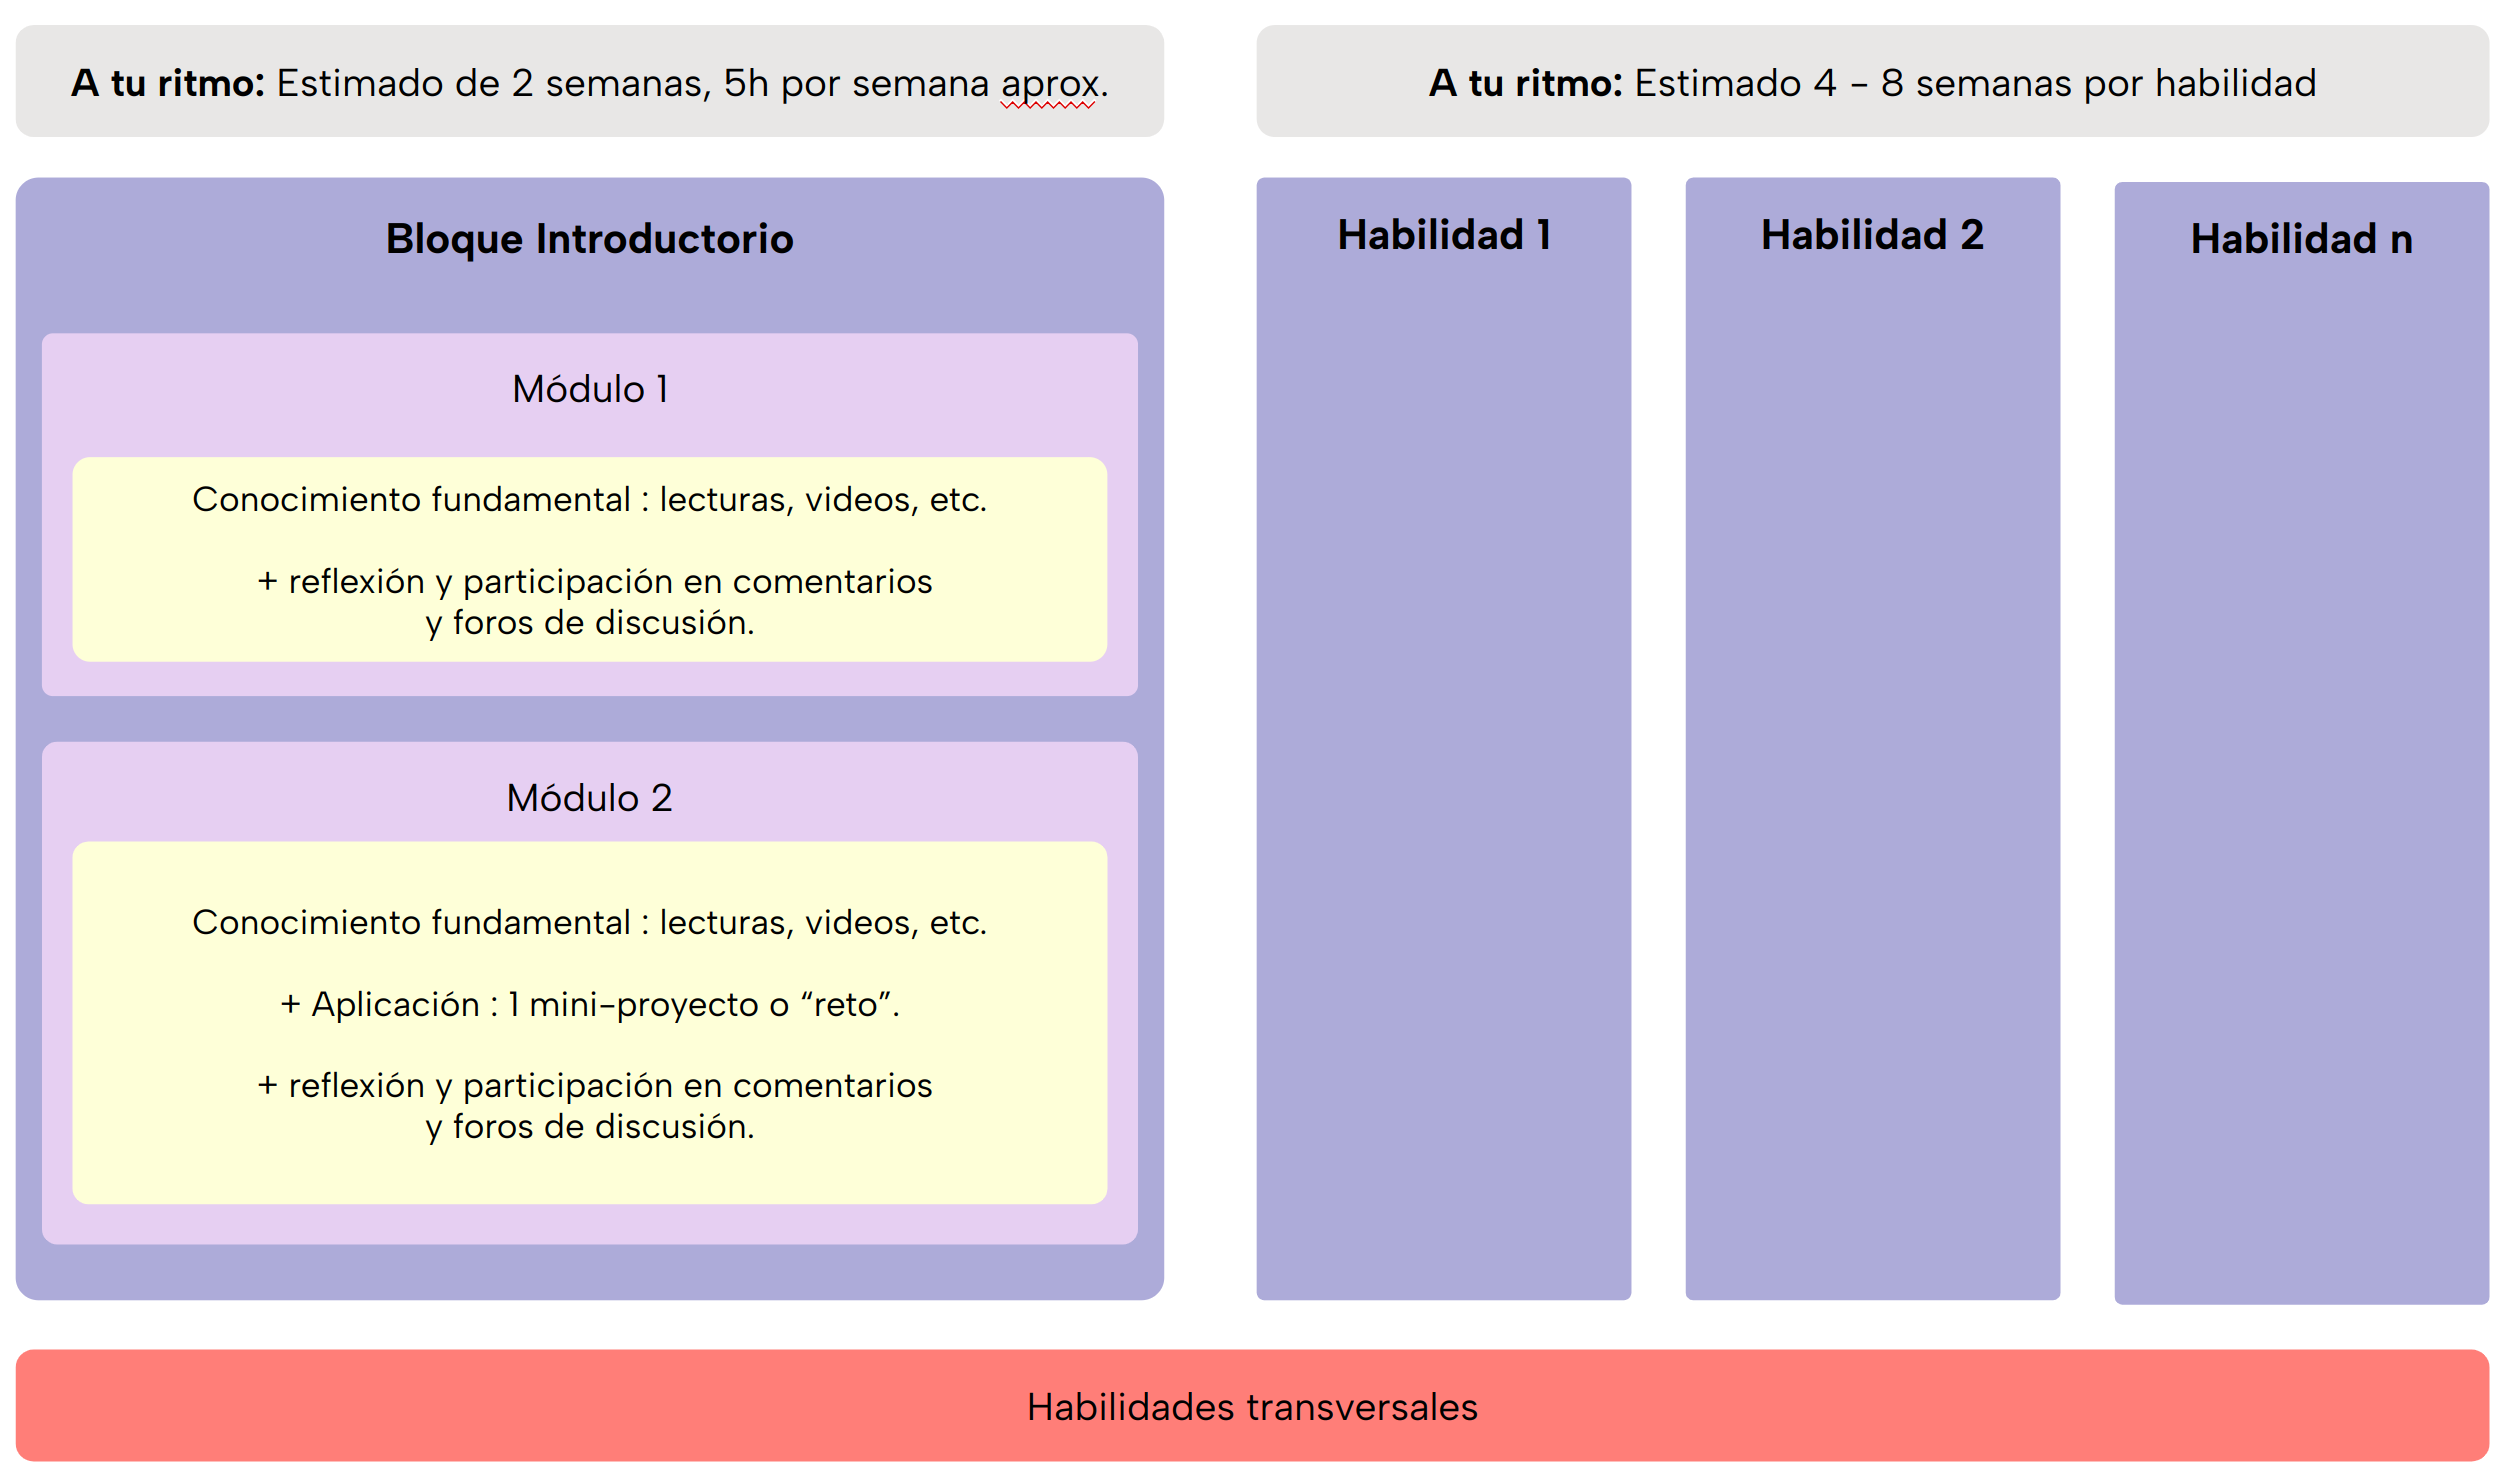 A tu ritmo: Estimado de 2 semanas, 5h por semana aprox.
A tu ritmo: Estimado 4 - 8 semanas por habilidad
Bloque Introductorio
Módulo 1
Conocimiento fundamental : lecturas, videos, etc.
+ reflexión y participación en comentarios
y foros de discusión.
Módulo 2
Conocimiento fundamental : lecturas, videos, etc.
+ Aplicación : 1 mini-proyecto o “reto”.
+ reflexión y participación en comentarios
y foros de discusión.
Habilidad 1
Habilidad 2
Habilidad n
Habilidades transversales